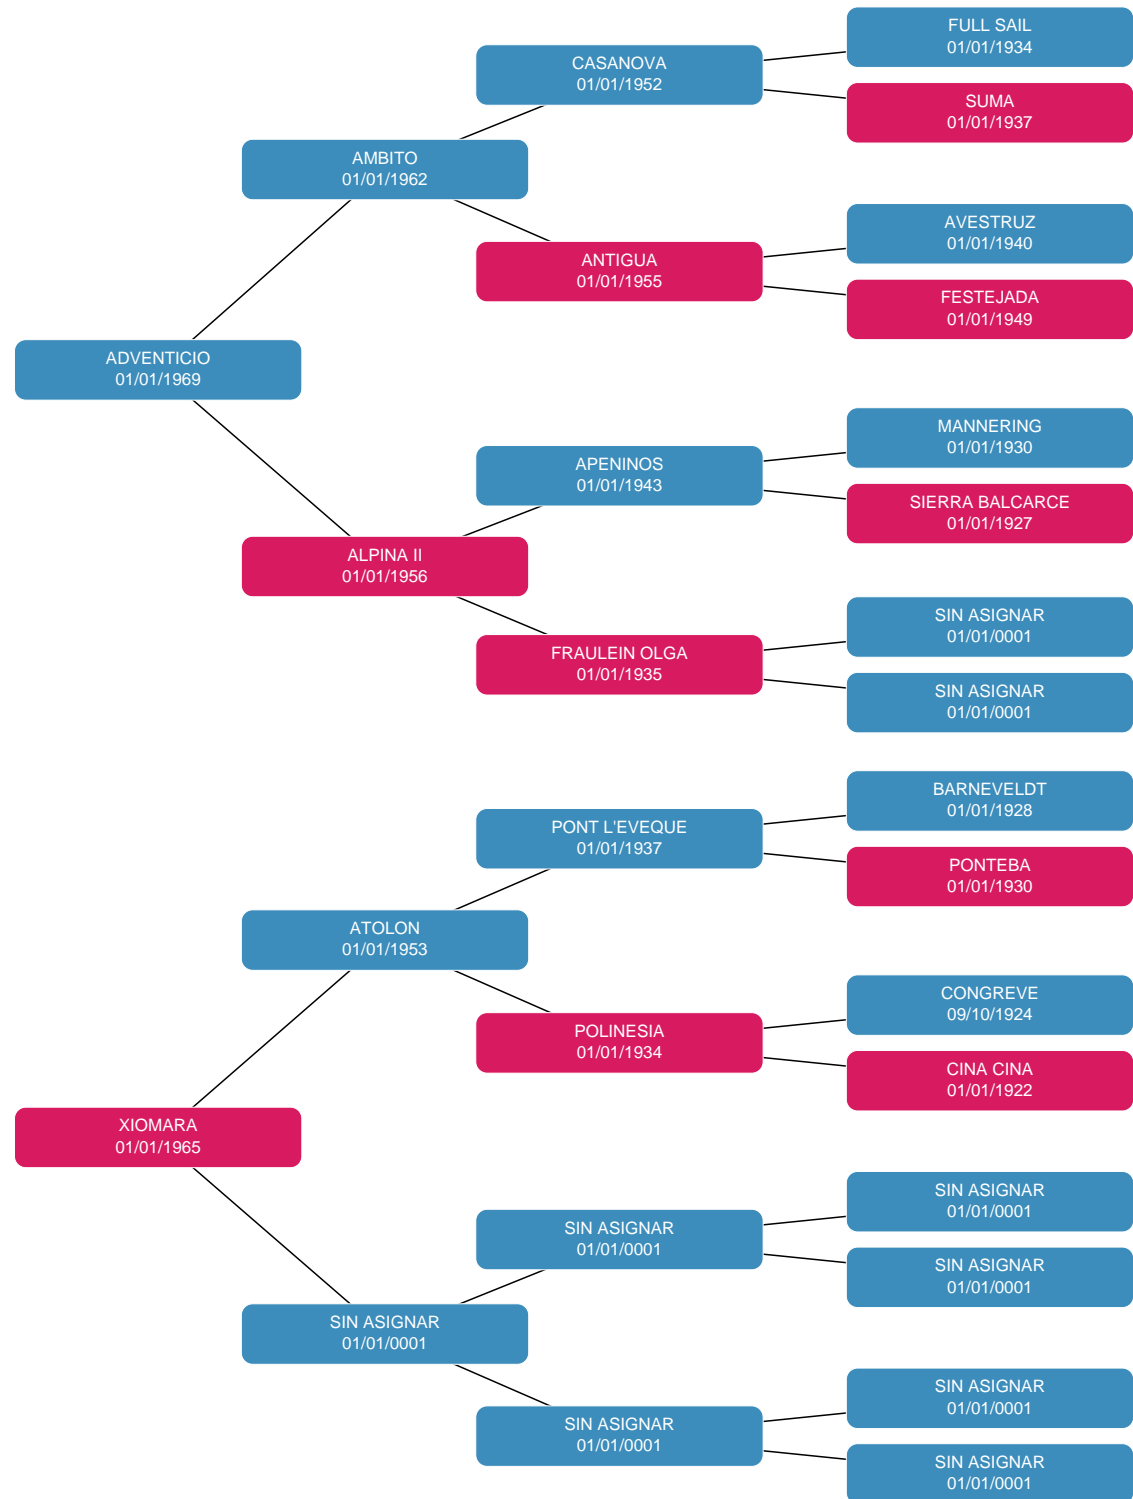 FULL SAIL
01/01/1934
CASANOVA
01/01/1952
SUMA
01/01/1937
AMBITO
01/01/1962
AVESTRUZ
01/01/1940
ANTIGUA
01/01/1955
FESTEJADA
01/01/1949
ADVENTICIO
01/01/1969
MANNERING
01/01/1930
APENINOS
01/01/1943
SIERRA BALCARCE
01/01/1927
ALPINA II
01/01/1956
SIN ASIGNAR
01/01/0001
FRAULEIN OLGA
01/01/1935
SIN ASIGNAR
01/01/0001
BARNEVELDT
01/01/1928
PONT L'EVEQUE
01/01/1937
PONTEBA
01/01/1930
ATOLON
01/01/1953
CONGREVE
09/10/1924
POLINESIA
01/01/1934
CINA CINA
01/01/1922
XIOMARA
01/01/1965
SIN ASIGNAR
01/01/0001
SIN ASIGNAR
01/01/0001
SIN ASIGNAR
01/01/0001
SIN ASIGNAR
01/01/0001
SIN ASIGNAR
01/01/0001
SIN ASIGNAR
01/01/0001
SIN ASIGNAR
01/01/0001